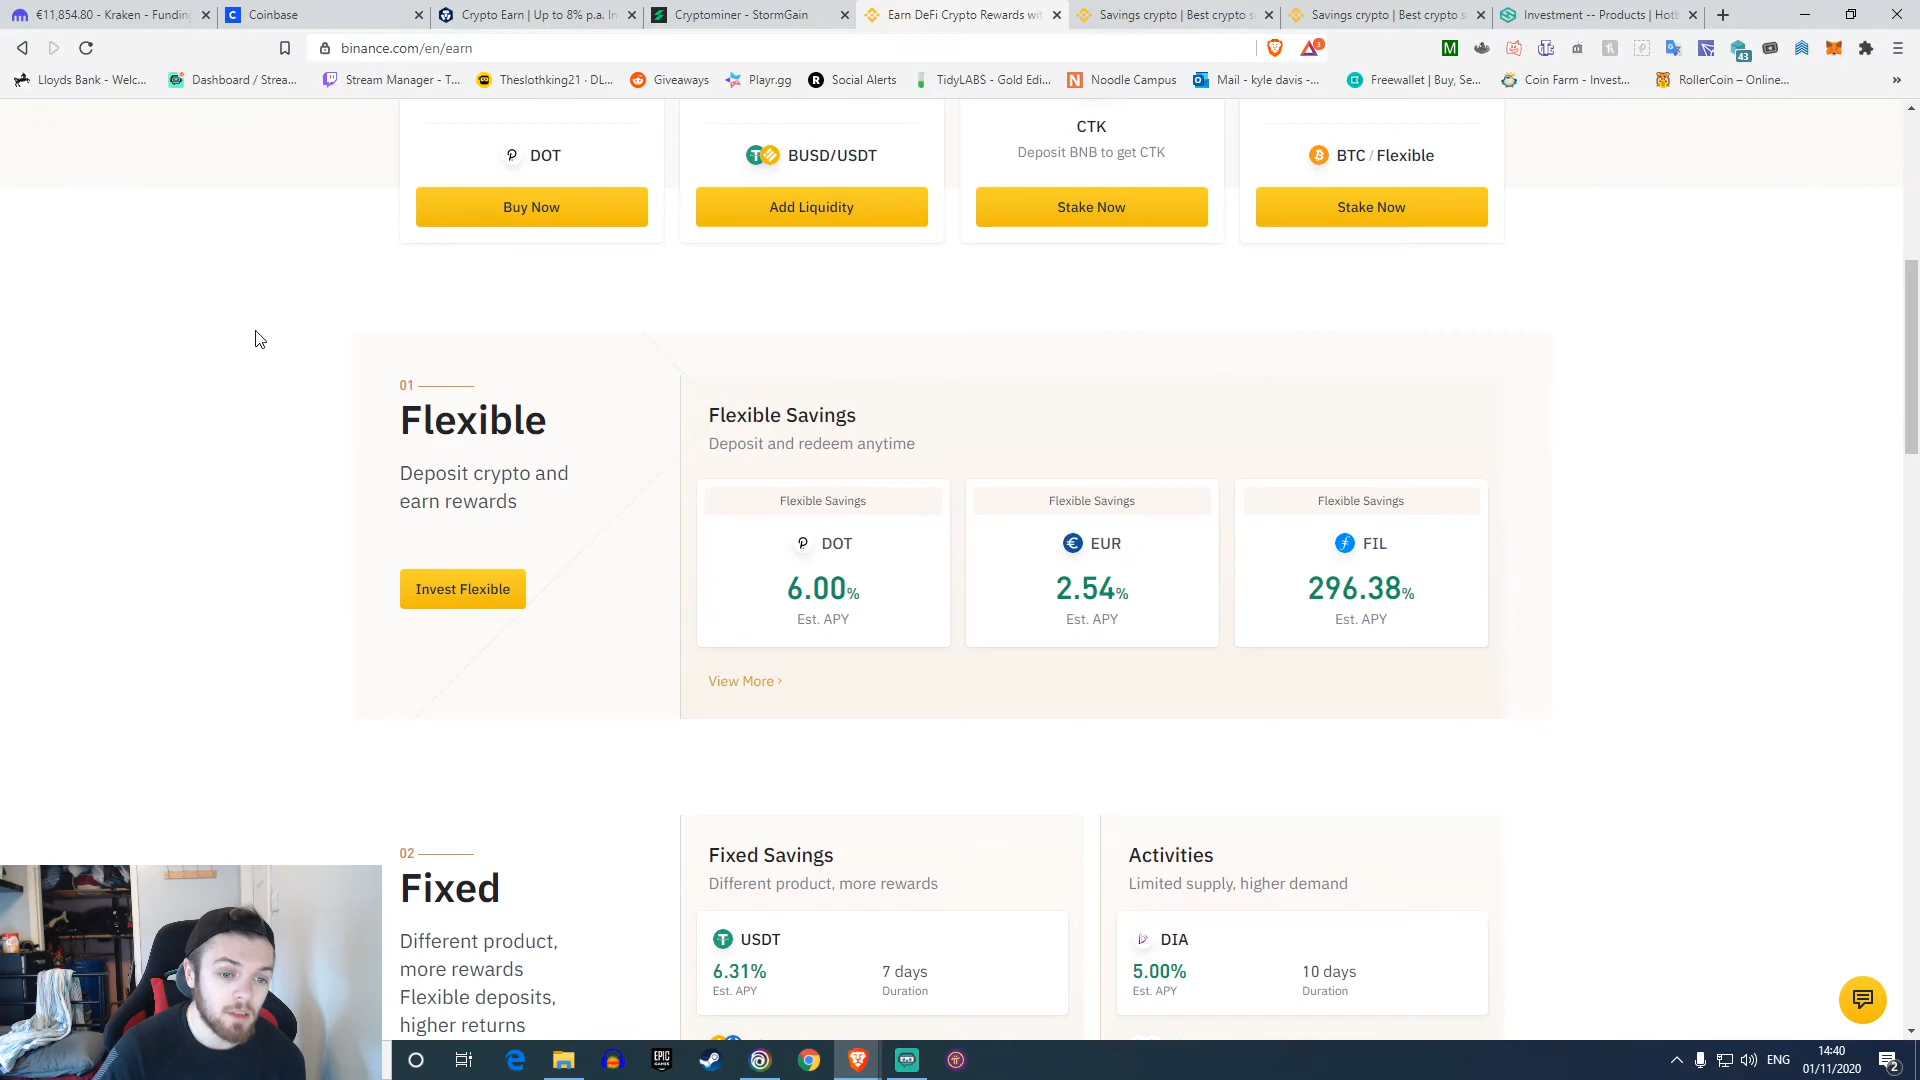 €11,854.80 - Kraken - Funding
Coinbase
Crypto Earn | Up to 8% p.a. In
Cryptominer - StormGain
Earn DeFi Crypto Rewards wit
Savings crypto | Best crypto s
Savings crypto | Best crypto s
Investment -- Products | Hotb
binance.com/en/earn
3
43
Lloyds Bank - Welc...
Dashboard / Strea...
Stream Manager - T...
Theslothking21 · DL...
Giveaways
Playr.gg
Social Alerts
TidyLABS - Gold Edi...
Noodle Campus
Mail - kyle davis -...
Freewallet | Buy, Se...
Coin Farm - Invest...
RollerCoin – Online...
»
DOT
Buy Now
BUSD/USDT
Add Liquidity
CTK
Deposit BNB to get CTK
Stake Now
BTC / Flexible
Stake Now
01
Flexible
Deposit crypto and
earn rewards
Invest Flexible
Flexible Savings
Deposit and redeem anytime
Flexible Savings
DOT
6.00%
Est. APY
Flexible Savings
EUR
2.54%
Est. APY
Flexible Savings
FIL
296.38%
Est. APY
View More ›
02
Fixed
Different product,
more rewards
Flexible deposits,
higher returns
Fixed Savings
Different product, more rewards
USDT
6.31%
Est. APY
7 days
Duration
Activities
Limited supply, higher demand
DIA
5.00%
Est. APY
10 days
Duration
EPIC
GAMES
ENG
14:40
01/11/2020
2